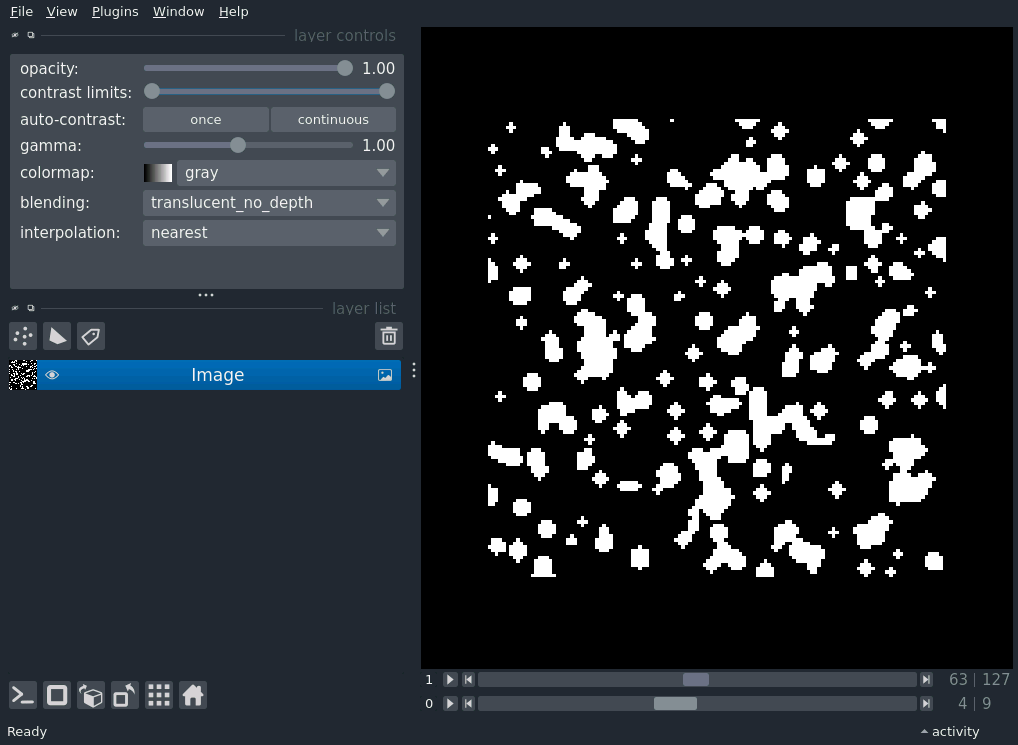 File View Plugins Window Help
layer controls
opacity: 1.00
contrast limits:
auto-contrast: once continuous
gamma: 1.00
colormap: gray
blending: translucent_no_depth
interpolation: nearest
layer list
Image
1 63 | 127
0 4 | 9
Ready activity